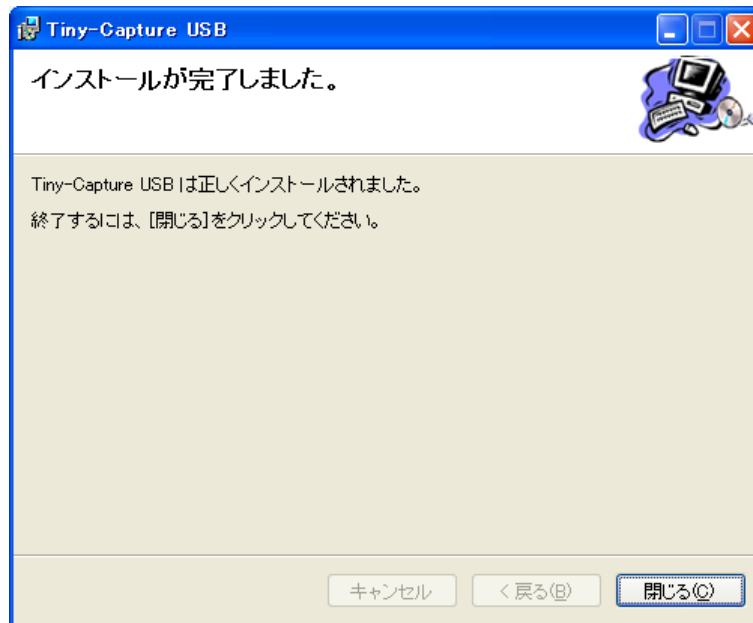 Tiny-Capture USB
インストールが完了しました。
Tiny-Capture USB は正しくインストールされました。
終了するには、[閉じる]をクリックしてください。
キャンセル
< 戻る(B)
閉じる(C)